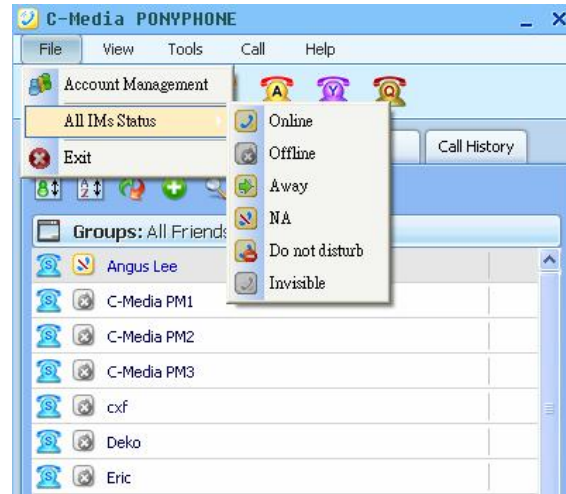 C-Media PONYPHONE
File View Tools Call Help
Account Management
All IMs Status
Exit
Online
Offline
Away
NA
Do not disturb
Invisible
A Y Q
Call History
Groups: All Friends
S Angus Lee
S C-Media PM1
S C-Media PM2
S C-Media PM3
S cxf
S Deko
S Eric